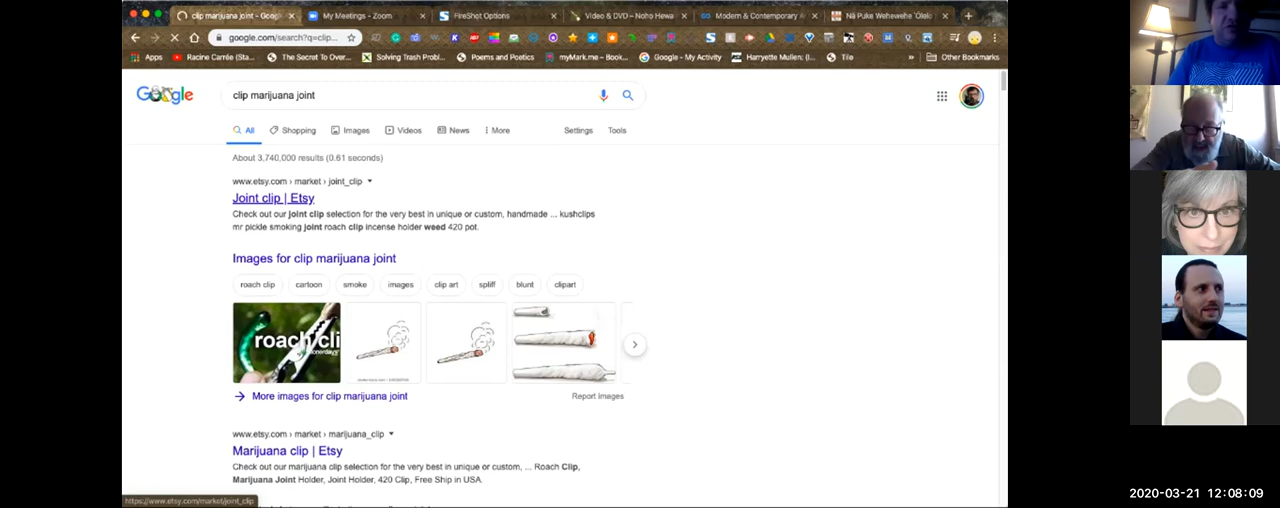 clip marijuana joint - Goog
My Meetings - Zoom
FireShot Options
Video & DVD – Noho Hewa
Modern & Contemporary A
Nā Puke Wehewehe ʻŌlelo
google.com/search?q=clip...
Apps
Racine Carrée (Sta...
The Secret To Over...
Solving Trash Probl...
Poems and Poetics
myMark.me – Book...
Google - My Activity
Harryette Mullen: (I...
Tile
»
Other Bookmarks
Google
clip marijuana joint
All
Shopping
Images
Videos
News
More
Settings
Tools
About 3,740,000 results (0.61 seconds)
www.etsy.com › market › joint_clip
Joint clip | Etsy
Check out our joint clip selection for the very best in unique or custom, handmade ... kushclips
mr pickle smoking joint roach clip incense holder weed 420 pot.
Images for clip marijuana joint
roach clip
cartoon
smoke
images
clip art
spliff
blunt
clipart
roach cli
More images for clip marijuana joint
Report images
www.etsy.com › market › marijuana_clip
Marijuana clip | Etsy
Check out our marijuana clip selection for the very best in unique or custom, ... Roach Clip,
Marijuana Joint Holder, Joint Holder, 420 Clip, Free Ship in USA.
https://www.etsy.com/market/joint_clip
2020-03-21 12:08:09